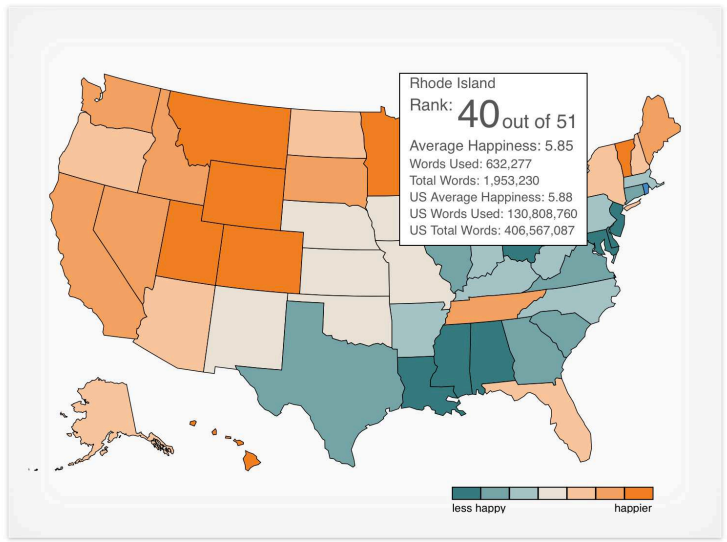 Rhode Island
Rank: 40 out of 51
Average Happiness: 5.85
Words Used: 632,277
Total Words: 1,953,230
US Average Happiness: 5.88
US Words Used: 130,808,760
US Total Words: 406,567,087
less happy happier